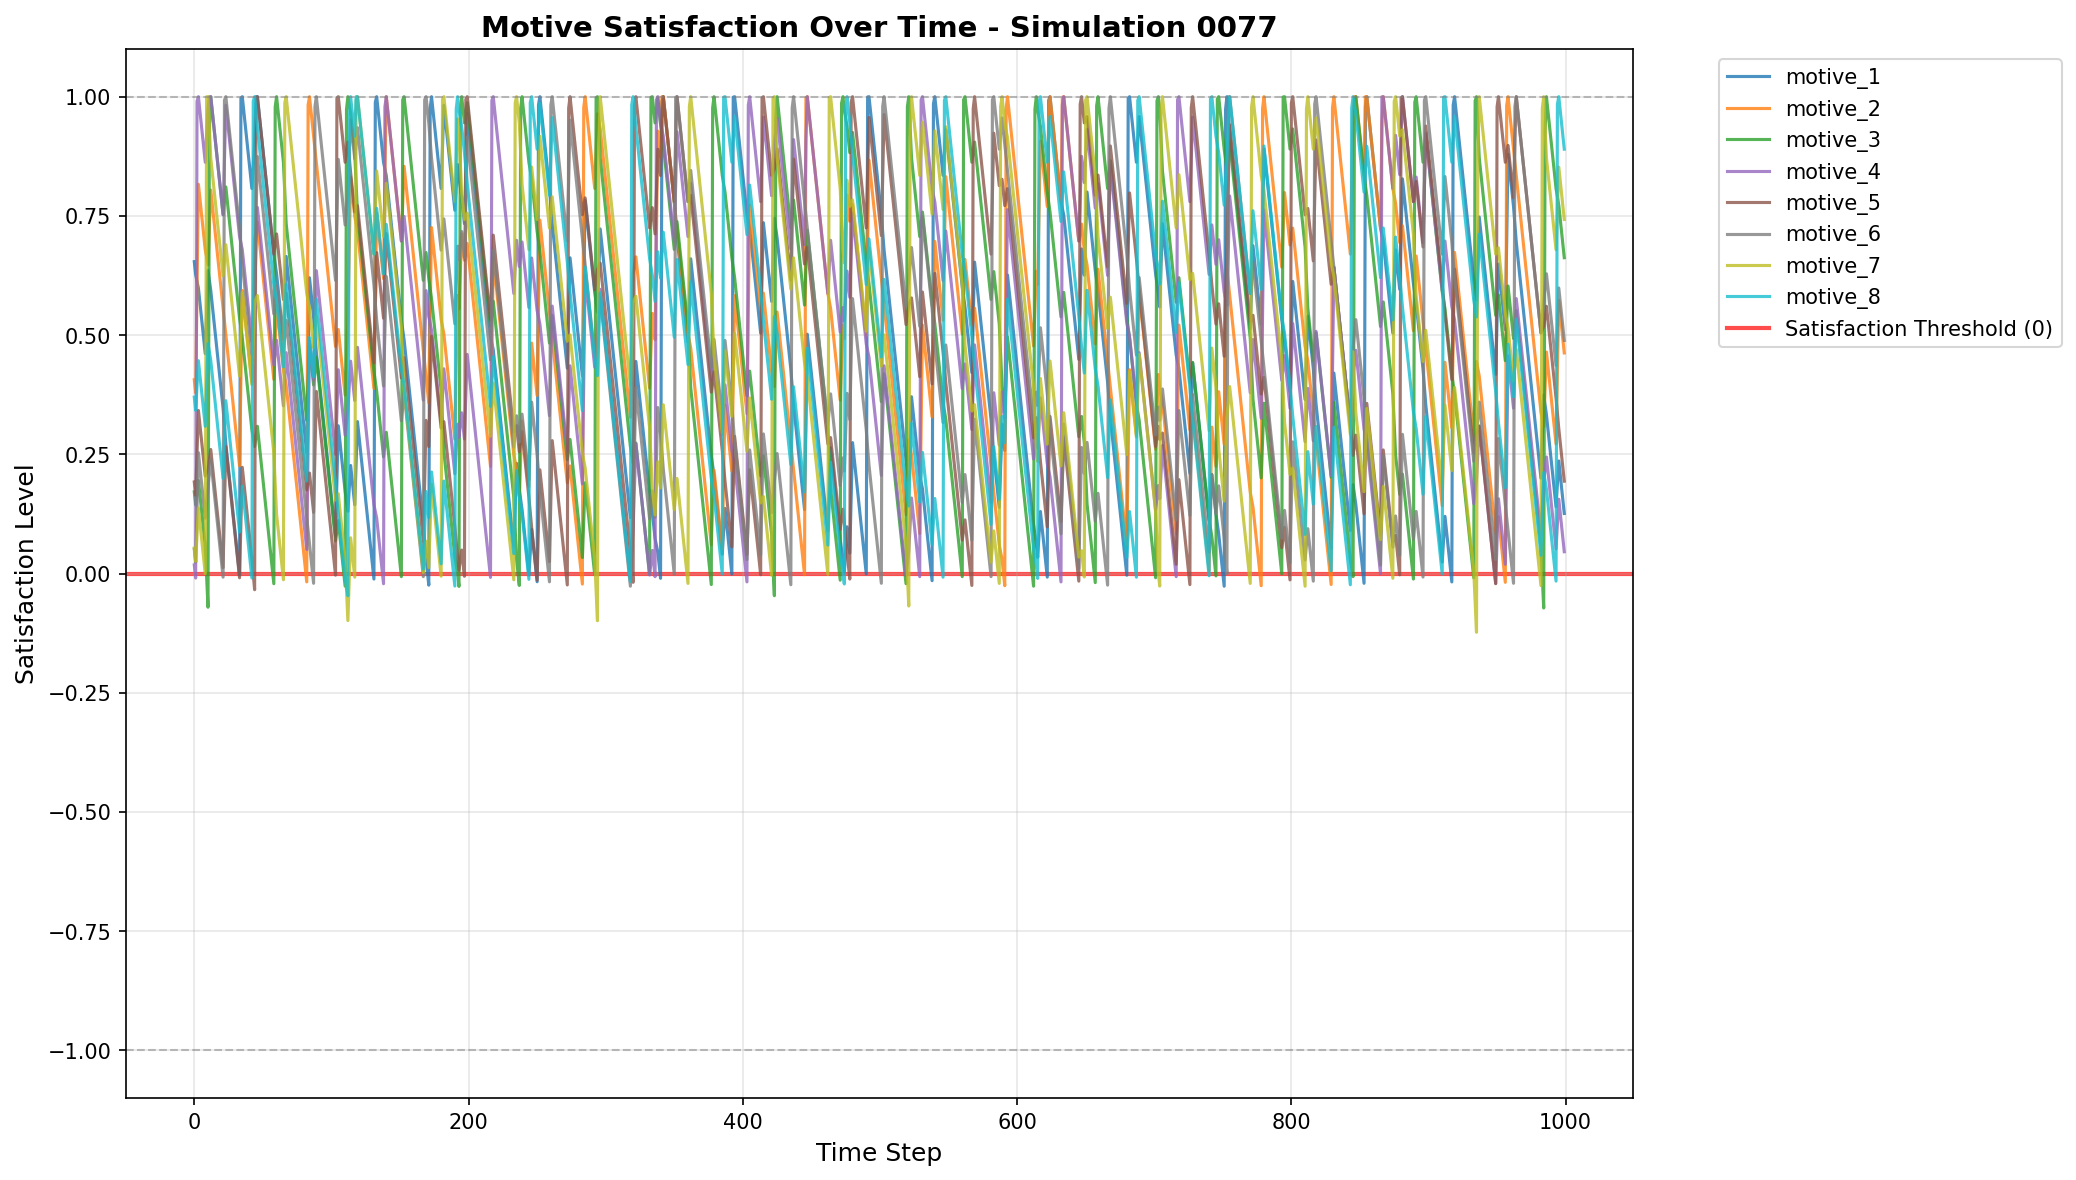 Motive Satisfaction Over Time - Simulation 0077
1.00
0.75
0.50
0.25
0.00
−0.25
−0.50
−0.75
−1.00
Satisfaction Level
0
200
400
600
800
1000
Time Step
motive_1
motive_2
motive_3
motive_4
motive_5
motive_6
motive_7
motive_8
Satisfaction Threshold (0)